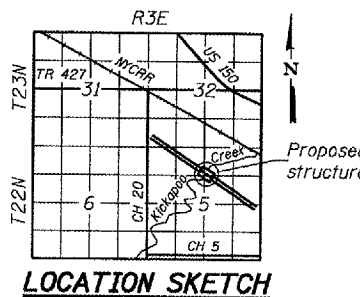 R3E
US 150
NYCRR
TR 427
31
32
N
T23N
Proposed
structure
Creek
Kickapoo
CH 20
T22N
6
5
CH 5
LOCATION SKETCH